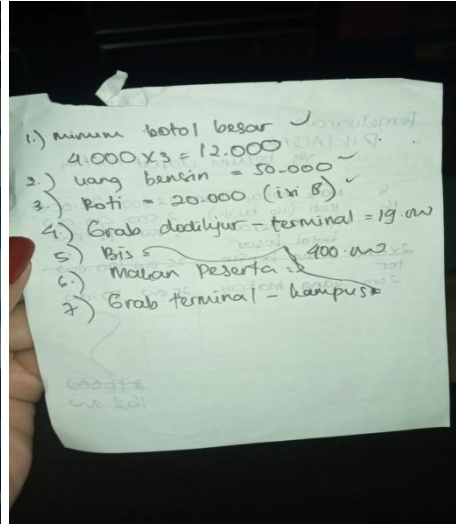 1.) minum botol besar ✓
4.000 x 3 = 12.000
2.) uang bensin = 50.000 ✓
3.) Roti = 20.000 (isi 8) ✓
4.) Grab dodikjur - terminal = 19.000
5) Bis = 400.000
6.) Makan Peserta =
7) Grab terminal - kampus =